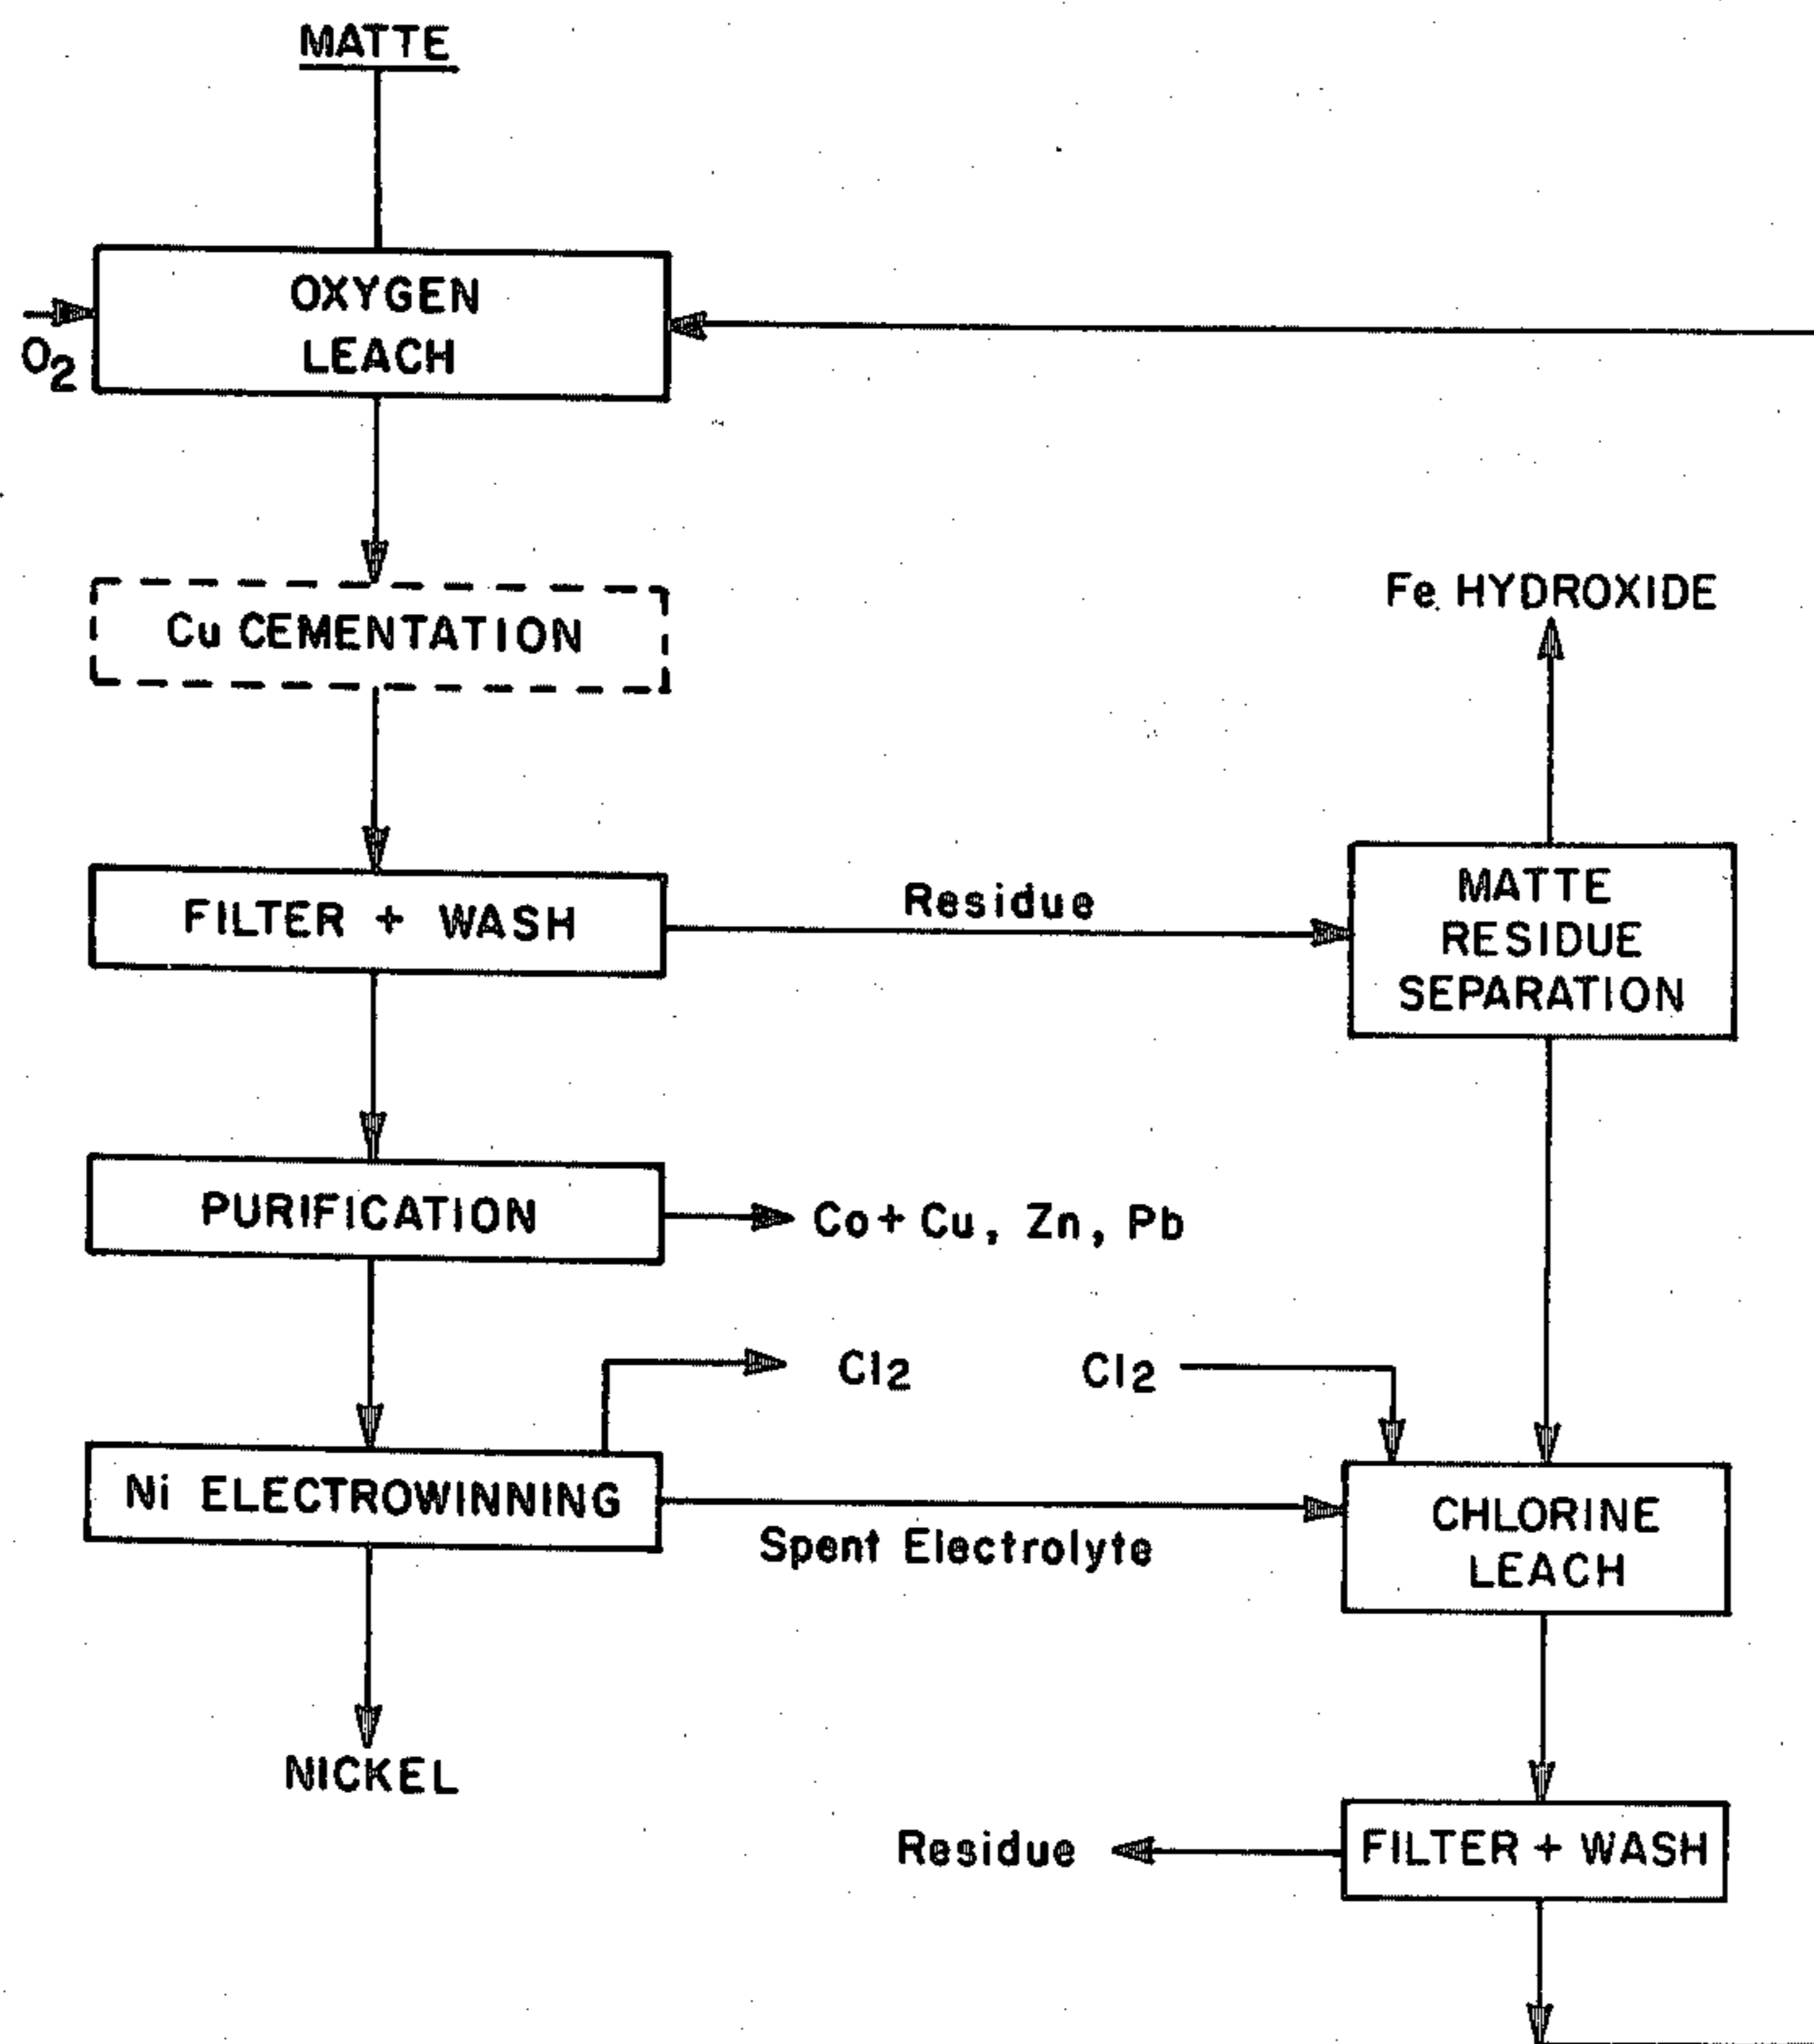 MATTE
OXYGEN
LEACH
O2
Cu CEMENTATION
Fe HYDROXIDE
FILTER + WASH
Residue
MATTE
RESIDUE
SEPARATION
PURIFICATION
Co + Cu, Zn, Pb
Cl2
Cl2
Ni ELECTROWINNING
Spent Electrolyte
CHLORINE
LEACH
NICKEL
Residue
FILTER + WASH